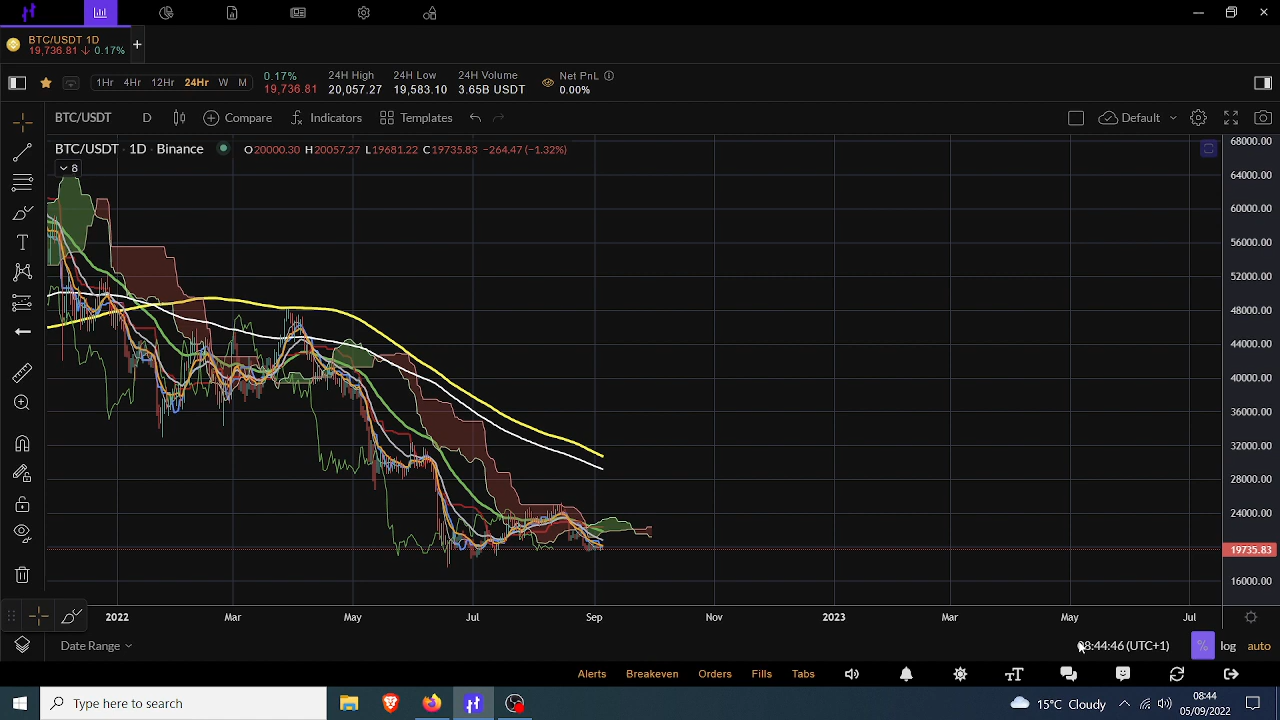 BTC/USDT 1D
19,736.81 ↓ 0.17%
+
1Hr 4Hr 12Hr 24Hr W M
0.17%
19,736.81
24H High
20,057.27
24H Low
19,583.10
24H Volume
3.65B USDT
Net PnL
0.00%
BTC/USDT D Compare Indicators Templates Default
BTC/USDT 1D · Binance O20000.30 H20057.27 L19681.22 C19735.83 −264.47 (−1.32%)
8
68000.00
64000.00
60000.00
56000.00
52000.00
48000.00
44000.00
40000.00
36000.00
32000.00
28000.00
24000.00
19735.83
16000.00
2022 Mar May Jul Sep Nov 2023 Mar May Jul
Date Range 08:44:46 (UTC+1) % log auto
Alerts Breakeven Orders Fills Tabs
Type here to search
15°C Cloudy
08:44
05/09/2022